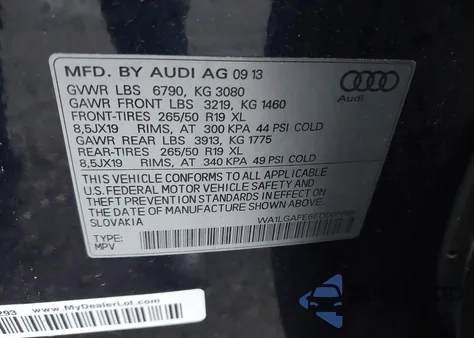 MFD. BY AUDI AG 09 13
GVWR LBS 6790, KG 3080
GAWR FRONT LBS 3219, KG 1460
FRONT-TIRES 265/50 R19 XL
8,5JX19 RIMS, AT 300 KPA 44 PSI COLD
GAWR REAR LBS 3913, KG 1775
REAR-TIRES 265/50 R19 XL
8,5JX19 RIMS, AT 340 KPA 49 PSI COLD
THIS VEHICLE CONFORMS TO ALL APPLICABLE
U.S. FEDERAL MOTOR VEHICLE SAFETY AND
THEFT PREVENTION STANDARDS IN EFFECT ON
THE DATE OF MANUFACTURE SHOWN ABOVE.
SLOVAKIA
TYPE:
MPV
Audi
293
www.MyDealerLot.com